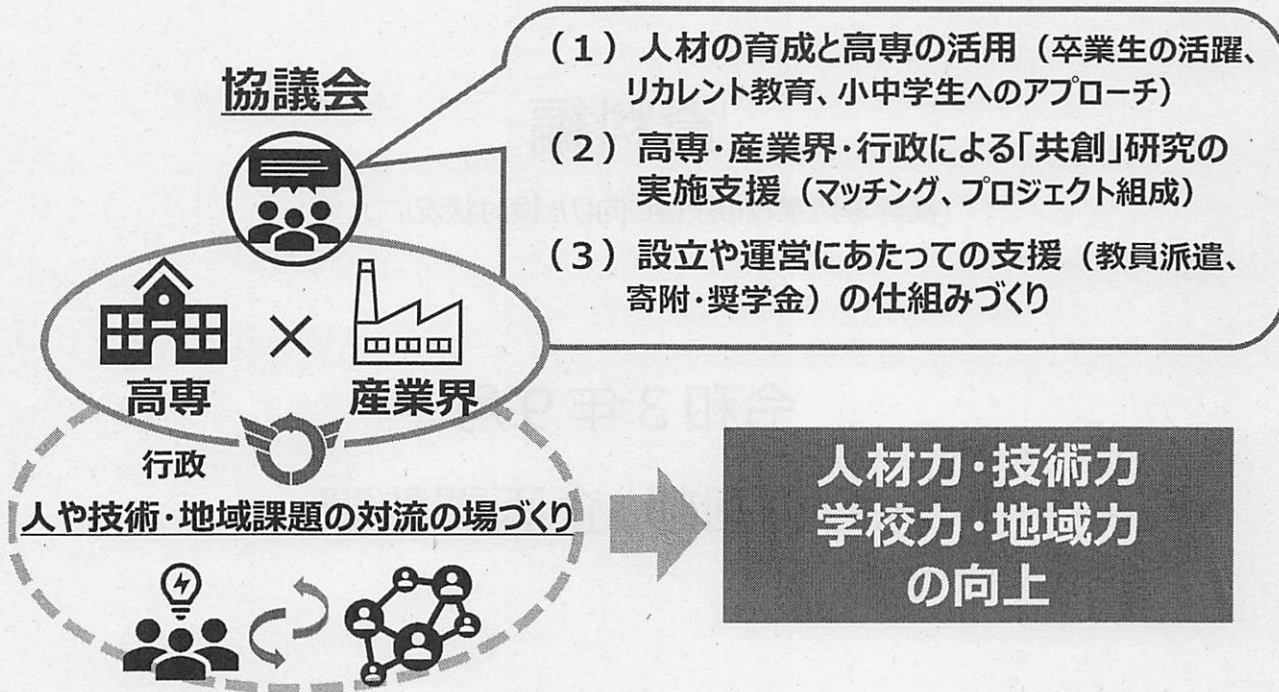 協議会
(1)人材の育成と高専の活用(卒業生の活躍、
リカレント教育、小中学生へのアプローチ)
(2)高専・産業界・行政による「共創」研究の
実施支援(マッチング、プロジェクト組成)
(3)設立や運営にあたっての支援(教員派遣、
寄附・奨学金)の仕組みづくり
高専
×
産業界
行政
人や技術・地域課題の対流の場づくり
人材力・技術力
学校力・地域力
の向上